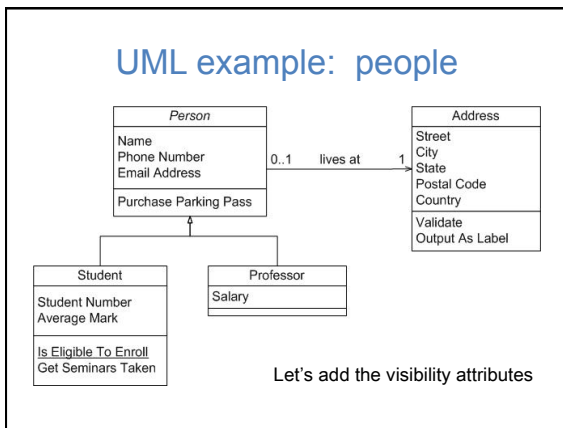 UML example: people
Person
Name
Phone Number
Email Address
Purchase Parking Pass
0..1 lives at 1
Address
Street
City
State
Postal Code
Country
Validate
Output As Label
Student
Student Number
Average Mark
Is Eligible To Enroll
Get Seminars Taken
Professor
Salary
Let's add the visibility attributes